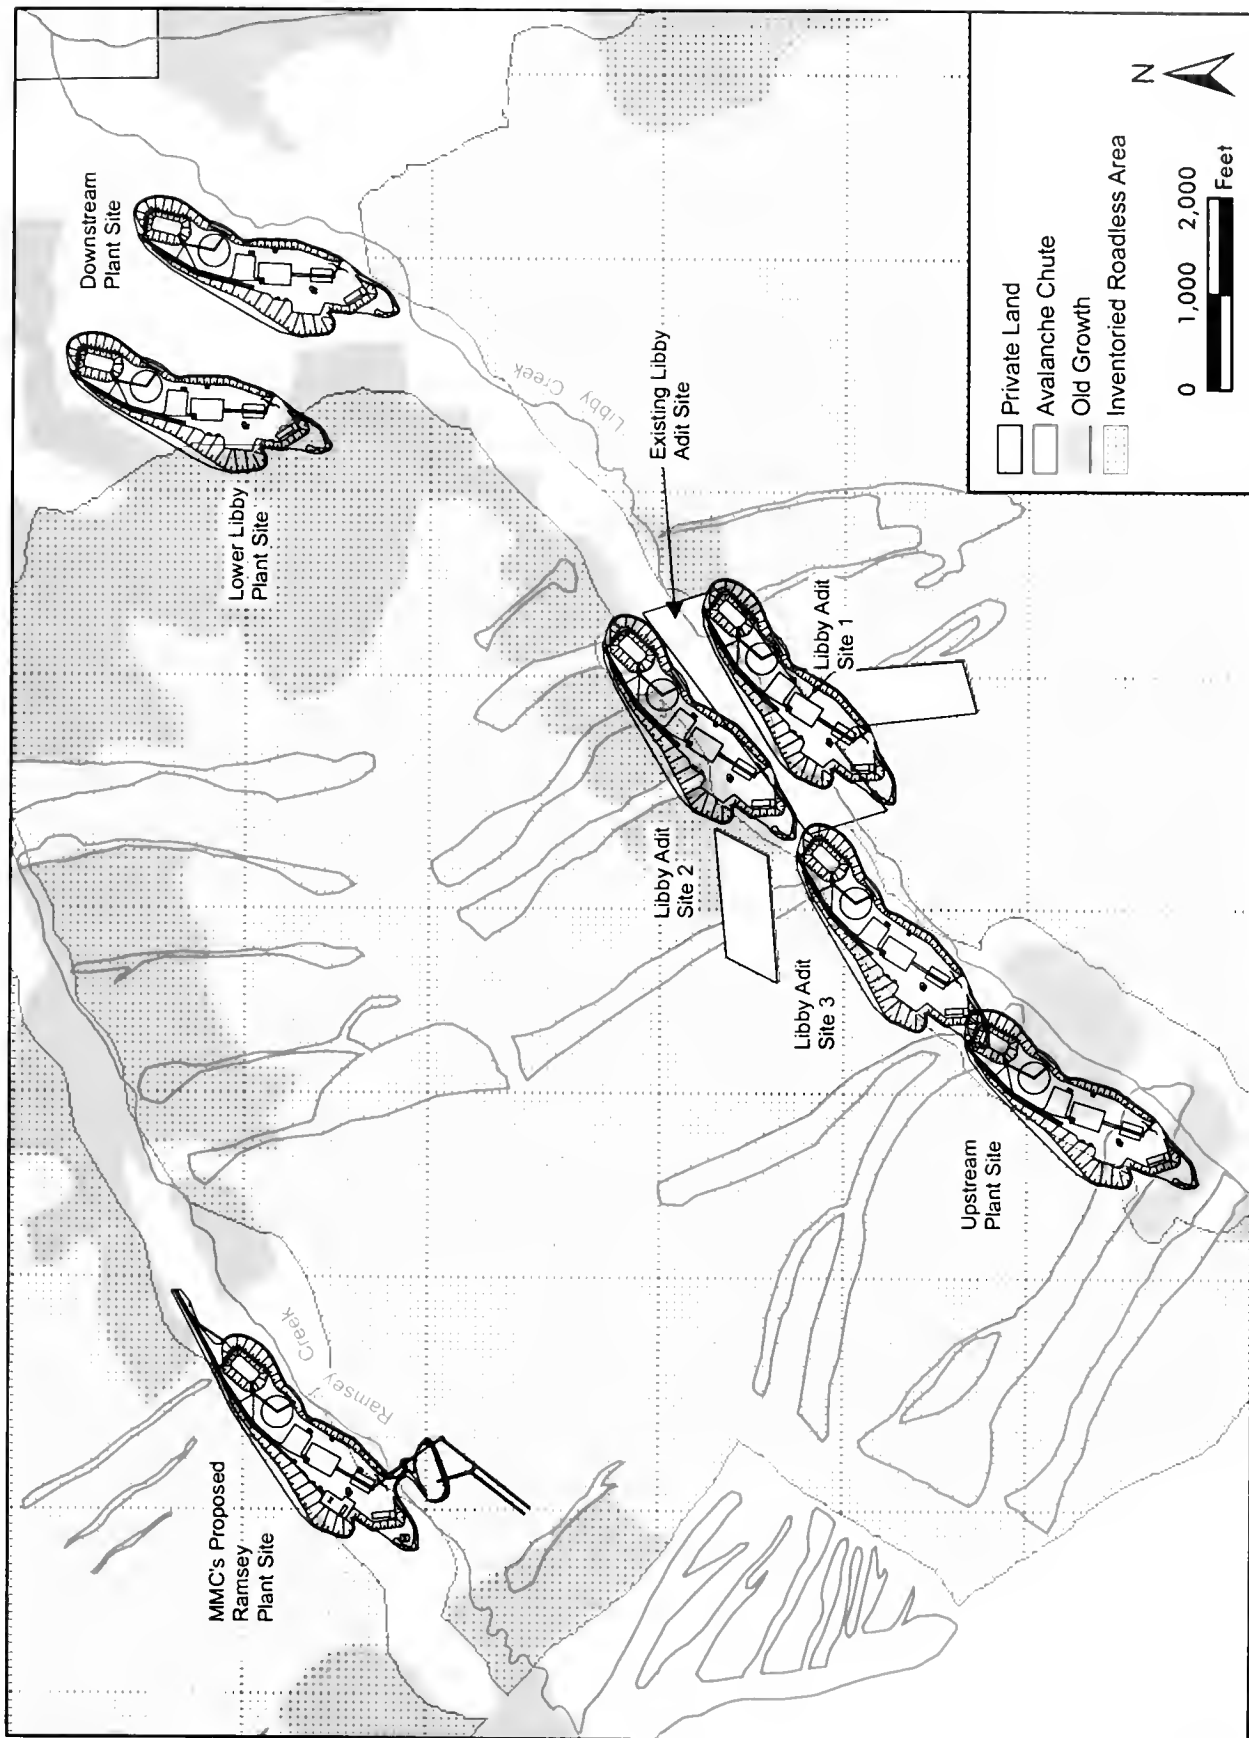 Downstream
Plant Site
Lower Libby
Plant Site
Libby Creek
Existing Libby
Adit Site
Libby Adit
Site 1
Libby Adit
Site 2
Libby Adit
Site 3
Upstream
Plant Site
Ramsey Creek
MMC's Proposed
Ramsey
Plant Site
N
Private Land
Avalanche Chute
Old Growth
Inventoried Roadless Area
0 1,000 2,000
Feet